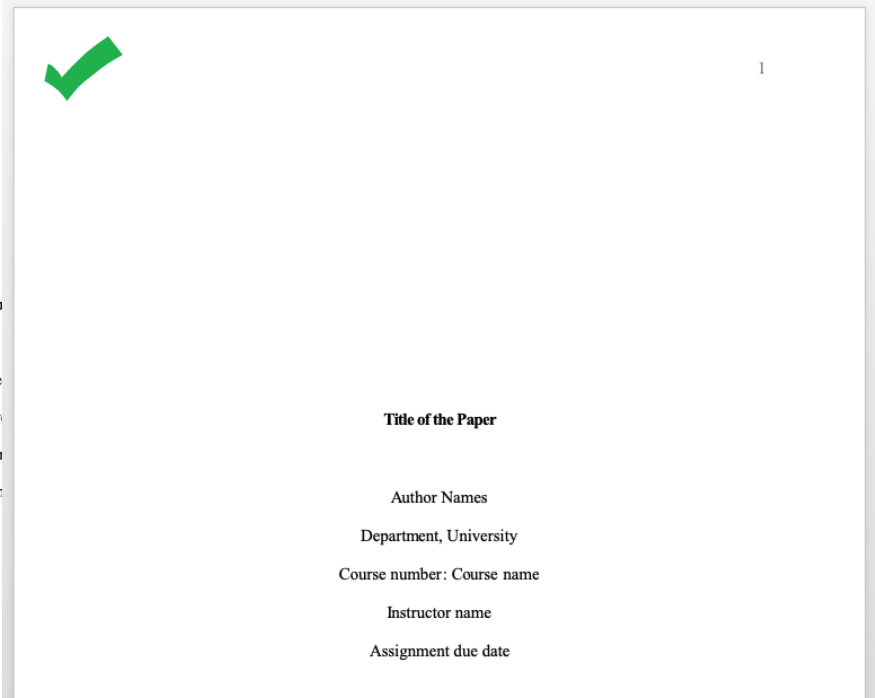 1
Title of the Paper
Author Names
Department, University
Course number: Course name
Instructor name
Assignment due date